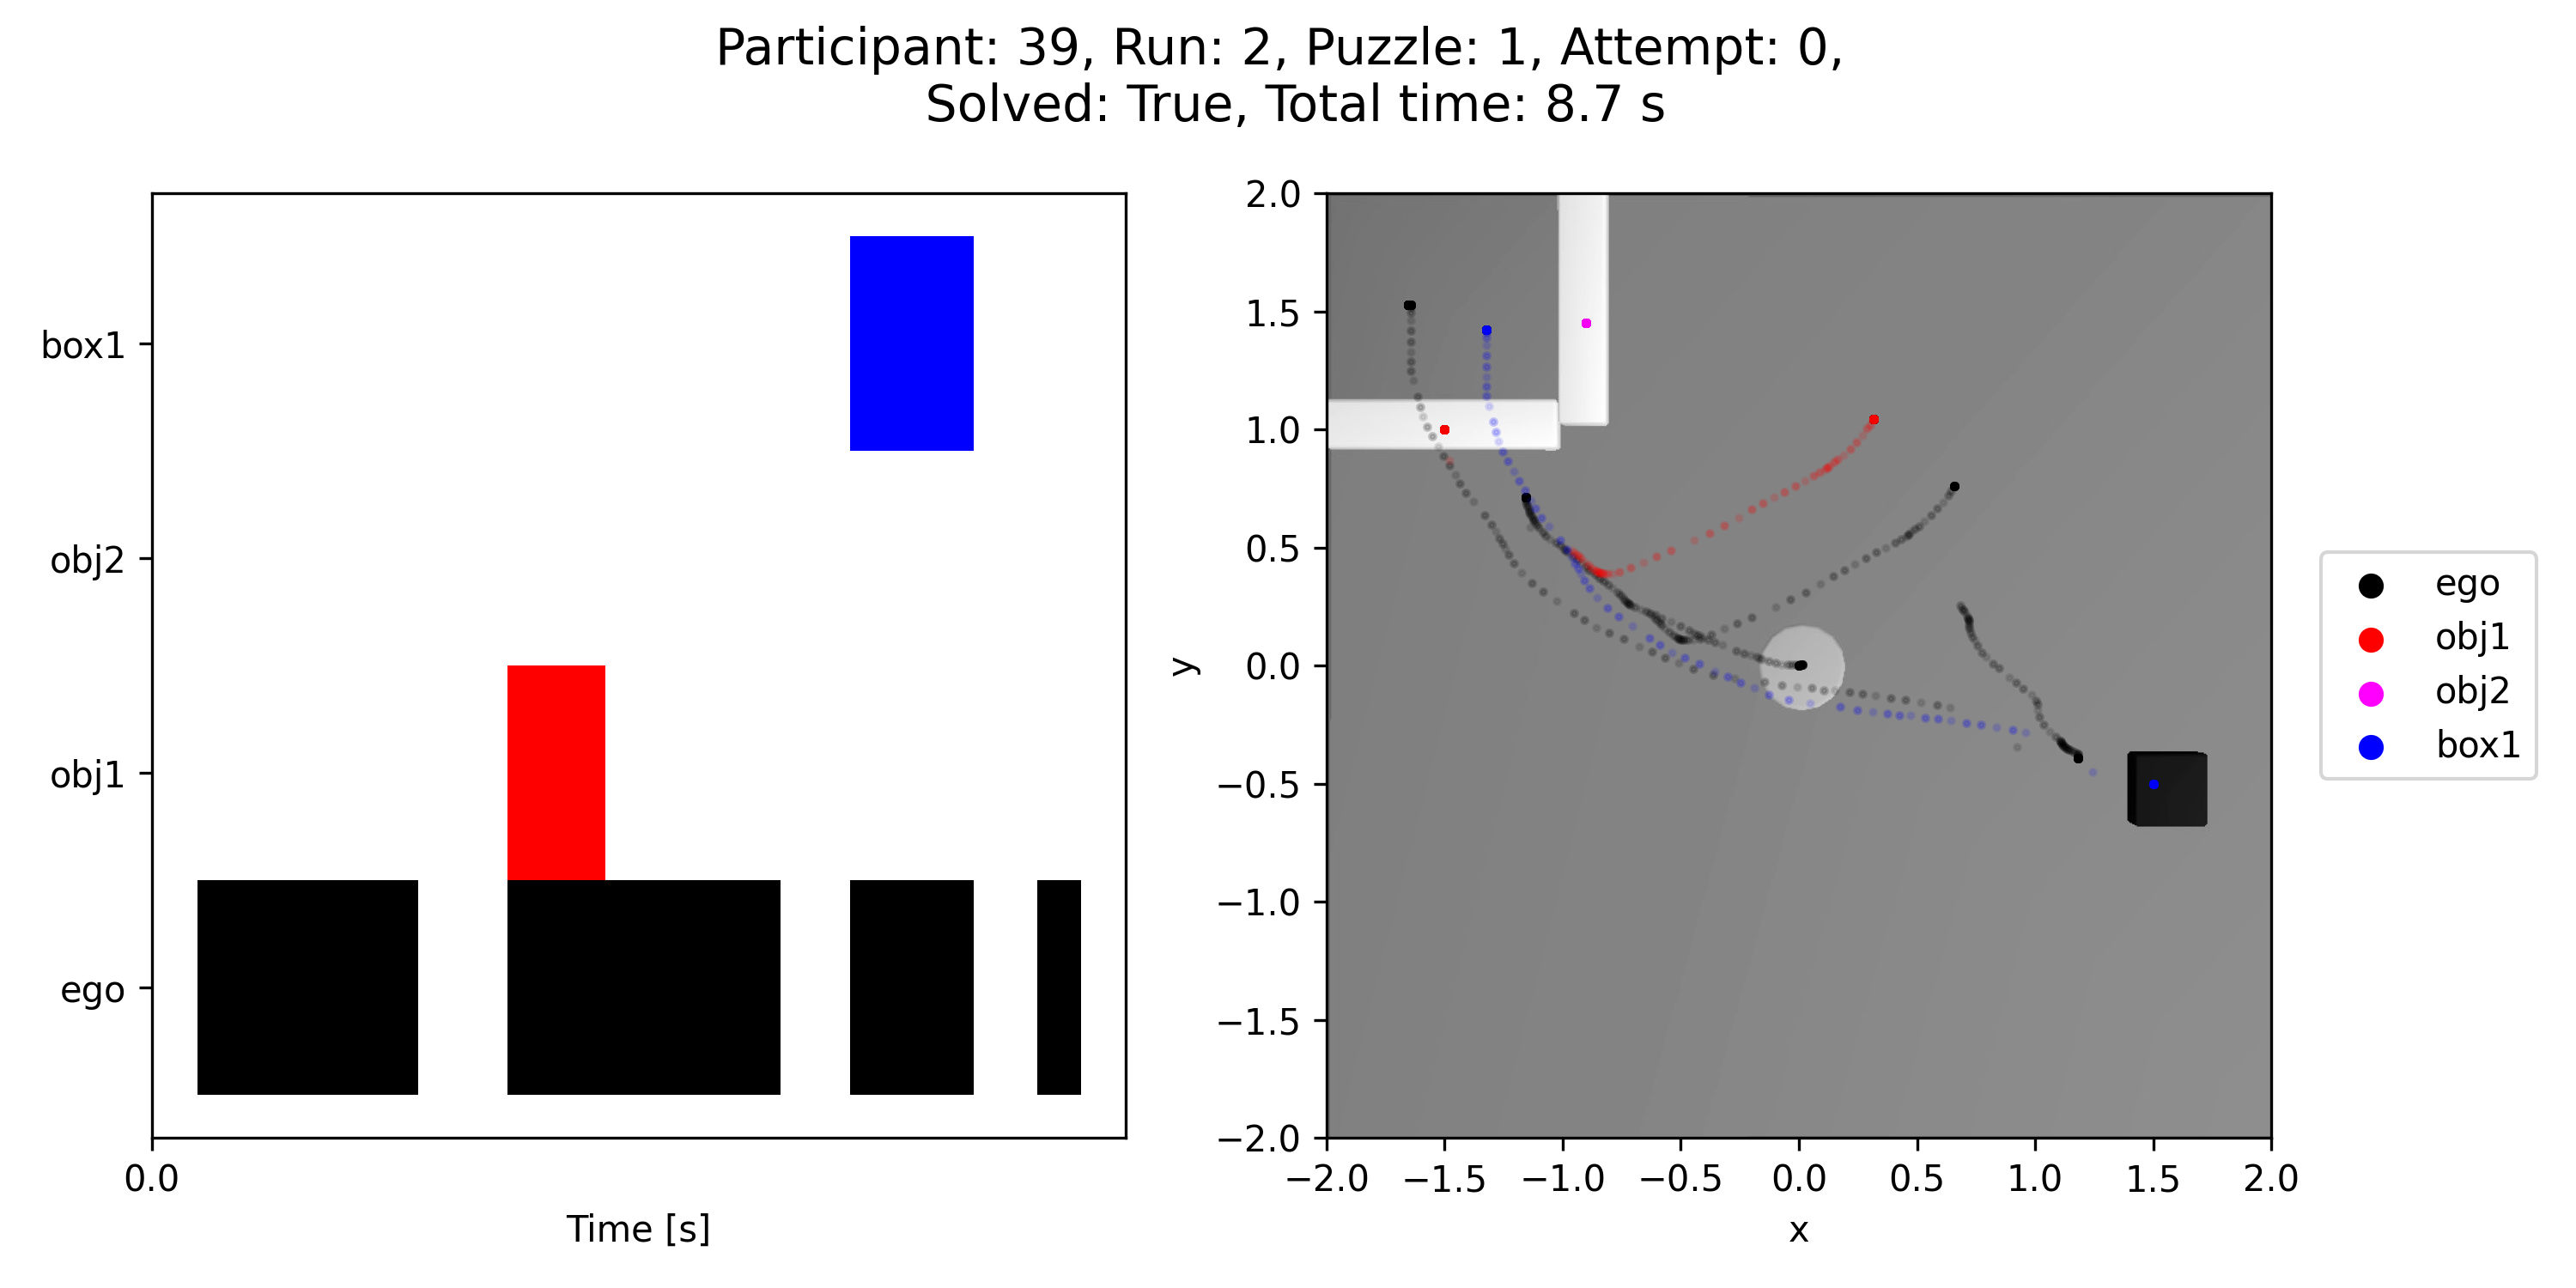 Participant: 39, Run: 2, Puzzle: 1, Attempt: 0,
Solved: True, Total time: 8.7 s
box1
obj2
obj1
ego
0.0
Time [s]
2.0
1.5
1.0
0.5
0.0
−0.5
−1.0
−1.5
−2.0
y
−2.0 −1.5 −1.0 −0.5 0.0 0.5 1.0 1.5 2.0
x
ego
obj1
obj2
box1